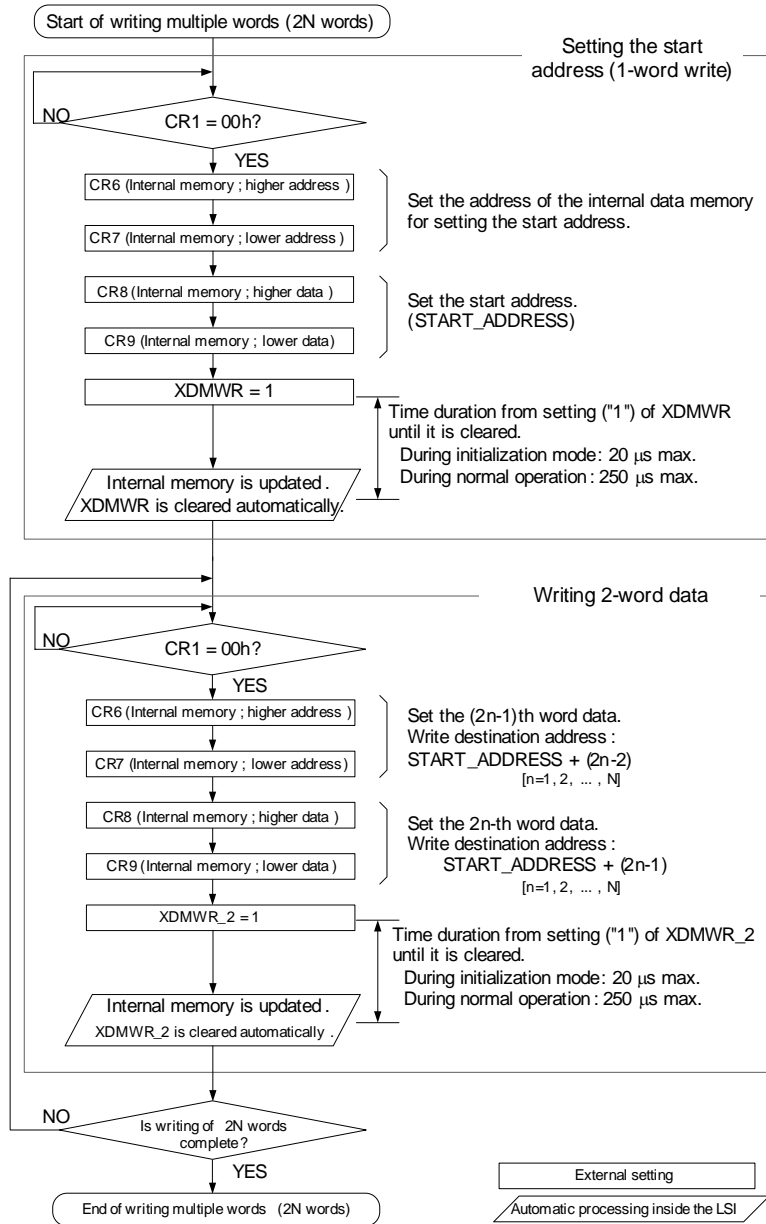 Start of writing multiple words (2N words)
Setting the start
address (1-word write)
NO
CR1 = 00h?
YES
CR6 (Internal memory ; higher address )
CR7 (Internal memory ; lower address )
Set the address of the internal data memory
for setting the start address.
CR8 (Internal memory ; higher data )
CR9 (Internal memory ; lower data)
Set the start address.
(START_ADDRESS)
XDMWR = 1
Time duration from setting ("1") of XDMWR
until it is cleared.
During initialization mode: 20 μs max.
During normal operation : 250 μs max.
Internal memory is updated .
XDMWR is cleared automatically.
Writing 2-word data
NO
CR1 = 00h?
YES
CR6 (Internal memory ; higher address )
CR7 (Internal memory ; lower address )
Set the (2n-1)th word data.
Write destination address :
START_ADDRESS + (2n-2)
[n=1, 2, ... , N]
CR8 (Internal memory ; higher data )
CR9 (Internal memory ; lower data )
Set the 2n-th word data.
Write destination address :
START_ADDRESS + (2n-1)
[n=1, 2, ... , N]
XDMWR_2 = 1
Time duration from setting ("1") of XDMWR_2
until it is cleared.
During initialization mode: 20 μs max.
During normal operation : 250 μs max.
Internal memory is updated .
XDMWR_2 is cleared automatically .
NO
Is writing of 2N words
complete?
YES
End of writing multiple words (2N words)
External setting
Automatic processing inside the LSI